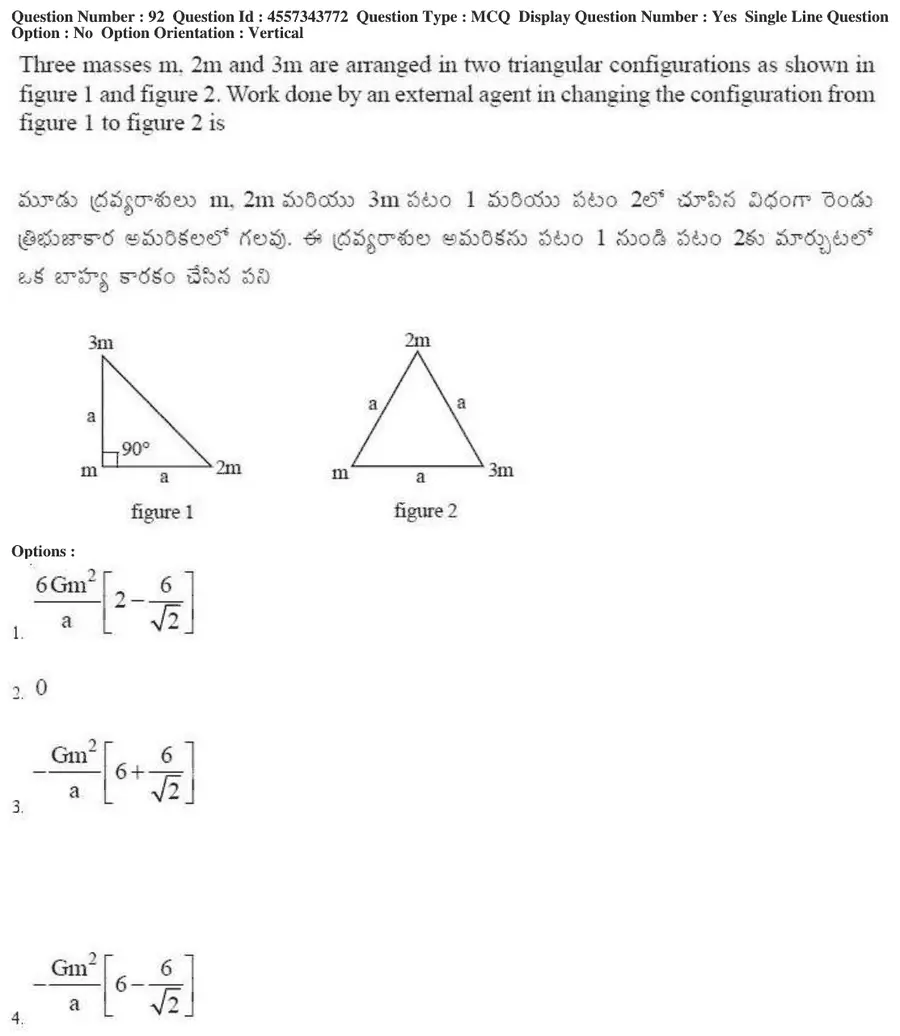 Question Number : 92 Question Id : 4557343772 Question Type : MCQ Display Question Number : Yes Single Line Question
Option : No Option Orientation : Vertical
Three masses m, 2m and 3m are arranged in two triangular configurations as shown in
figure 1 and figure 2. Work done by an external agent in changing the configuration from
figure 1 to figure 2 is
మూడు ద్రవ్యరాశులు m, 2m మరియు 3m పటం 1 మరియు పటం 2లో చూపిన విధంగా రెండు
త్రిభుజాకార అమరికలలో గలవు. ఈ ద్రవ్యరాశుల అమరికను పటం 1 నుండి పటం 2కు మార్చుటలో
ఒక బాహ్య కారకం చేసిన పని
3m
a
90°
m
a
2m
figure 1
2m
a
a
m
a
3m
figure 2
Options :
1. 6Gm²/a [2 − 6/√2]
2. 0
3. −Gm²/a [6 + 6/√2]
4. −Gm²/a [6 − 6/√2]